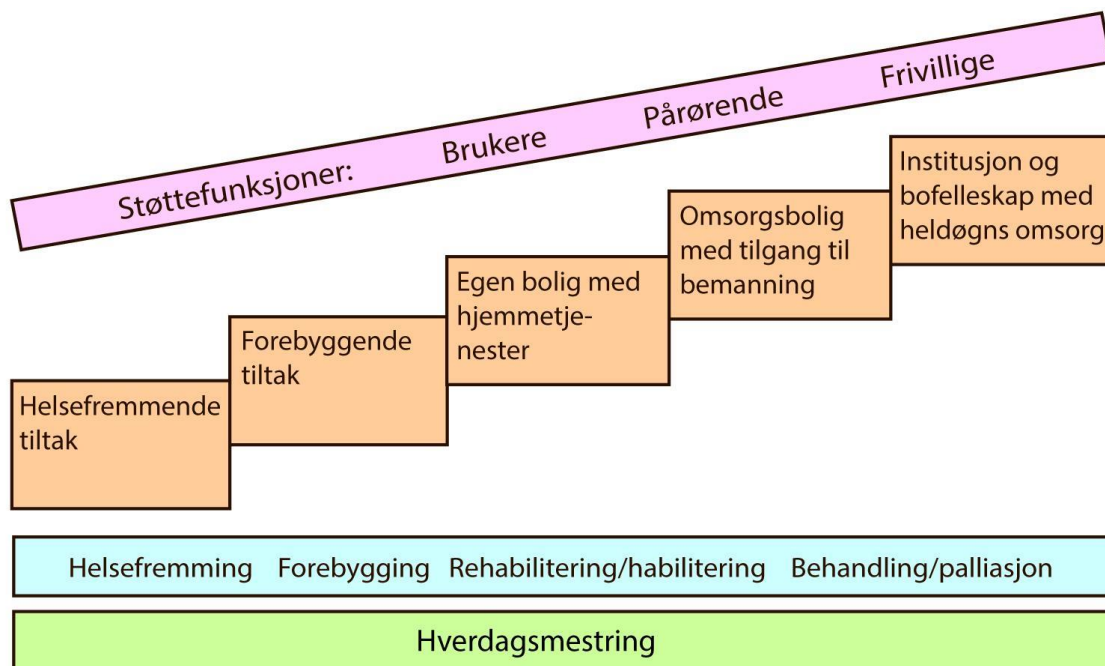 Støttefunksjoner: Brukere Pårørende Frivillige
Institusjon og
bofelleskap med
heldøgns omsorg
Omsorgsbolig
med tilgang til
bemanning
Egen bolig med
hjemmetje-
nester
Forebyggende
tiltak
Helsefremmende
tiltak
Helsefremming Forebygging Rehabilitering/habilitering Behandling/palliasjon
Hverdagsmestring